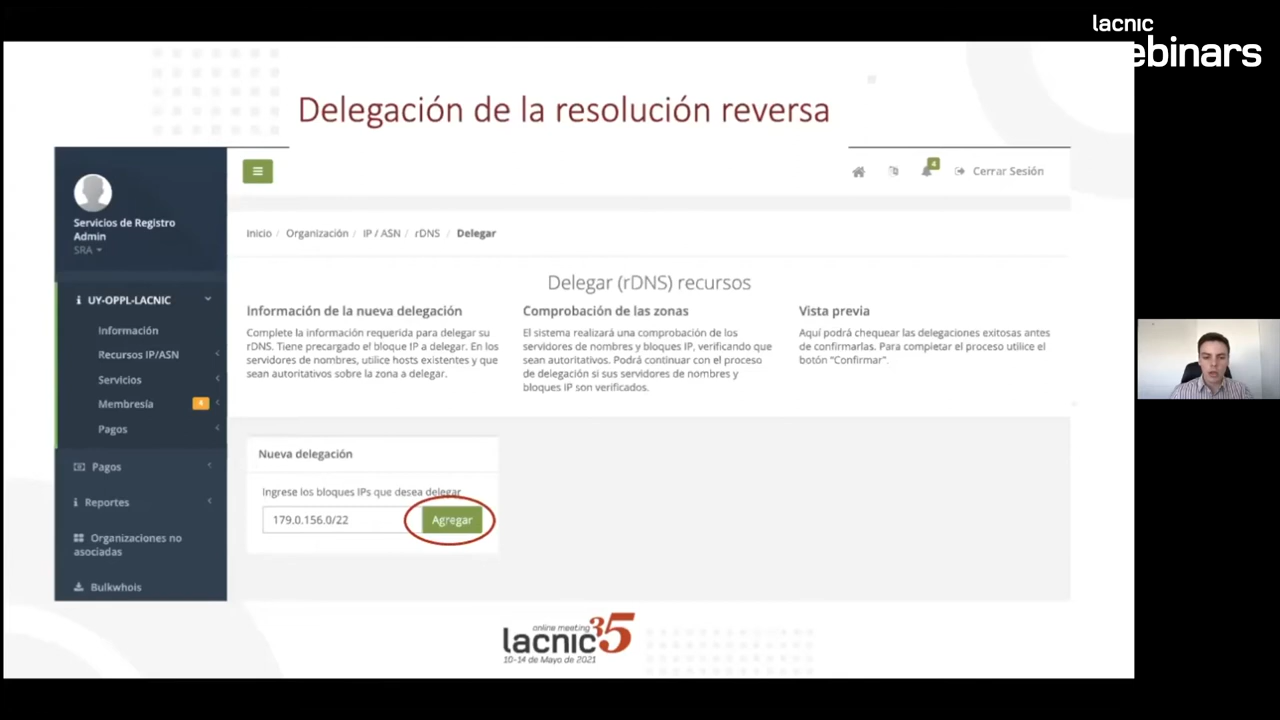 lacnic
ebinars
Delegación de la resolución reversa
4
Cerrar Sesión
Servicios de Registro
Admin
SRA
Inicio / Organización / IP / ASN / rDNS / Delegar
Delegar (rDNS) recursos
i UY-OPPL-LACNIC
Información
Recursos IP/ASN
Servicios
Membresía 4
Pagos
Pagos
Reportes
Organizaciones no
asociadas
Bulkwhois
Información de la nueva delegación
Complete la información requerida para delegar su
rDNS. Tiene precargado el bloque IP a delegar. En los
servidores de nombres, utilice hosts existentes y que
sean autoritativos sobre la zona a delegar.
Comprobación de las zonas
El sistema realizará una comprobación de los
servidores de nombres y bloques IP, verificando que
sean autoritativos. Podrá continuar con el proceso
de delegación si sus servidores de nombres y
bloques IP son verificados.
Vista previa
Aquí podrá chequear las delegaciones exitosas antes
de confirmarlas. Para completar el proceso utilice el
botón “Confirmar”.
Nueva delegación
Ingrese los bloques IPs que desea delegar
179.0.156.0/22 Agregar
online meeting
lacnic35
10-14 de Mayo de 2021